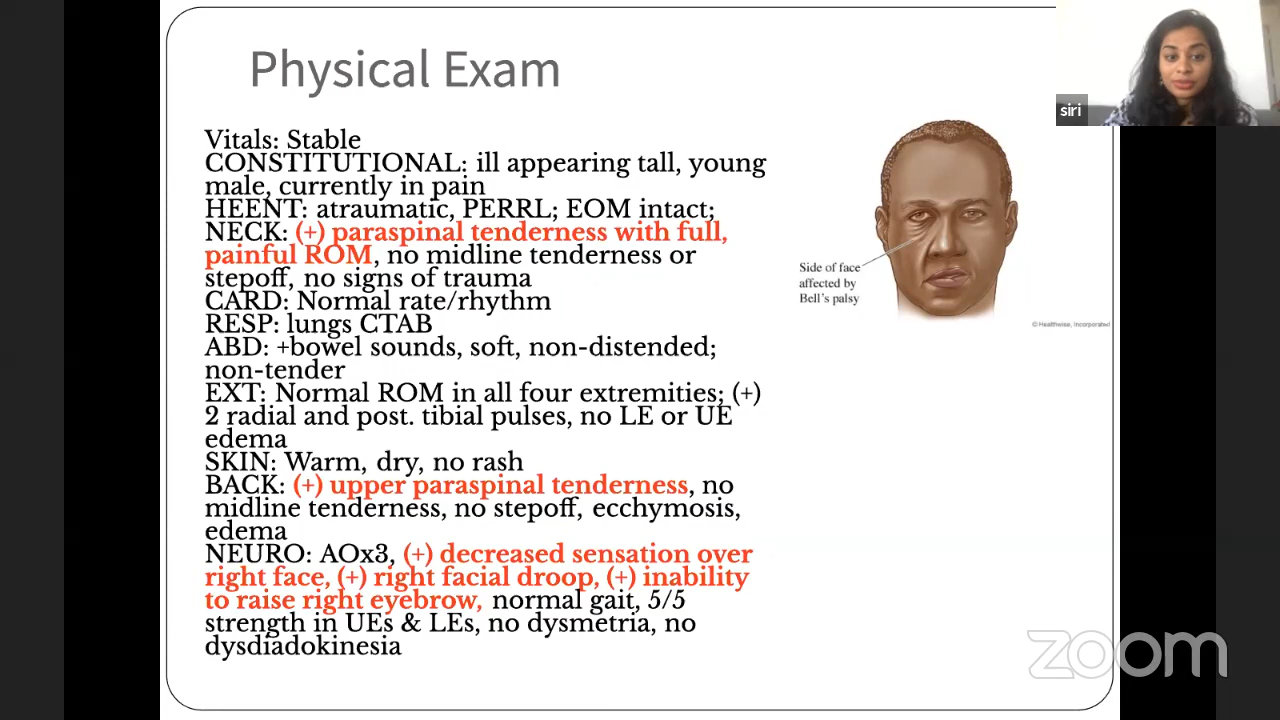 Physical Exam
siri
Vitals: Stable
CONSTITUTIONAL: ill appearing tall, young
male, currently in pain
HEENT: atraumatic, PERRL; EOM intact;
NECK: (+) paraspinal tenderness with full,
painful ROM, no midline tenderness or
stepoff, no signs of trauma
CARD: Normal rate/rhythm
RESP: lungs CTAB
ABD: +bowel sounds, soft, non-distended;
non-tender
EXT: Normal ROM in all four extremities; (+)
2 radial and post. tibial pulses, no LE or UE
edema
SKIN: Warm, dry, no rash
BACK: (+) upper paraspinal tenderness, no
midline tenderness, no stepoff, ecchymosis,
edema
NEURO: AOx3, (+) decreased sensation over
right face, (+) right facial droop, (+) inability
to raise right eyebrow, normal gait, 5/5
strength in UEs & LEs, no dysmetria, no
dysdiadokinesia
Side of face
affected by
Bell's palsy
© Healthwise, Incorporated
zoom